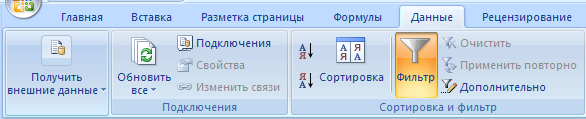 Главная Вставка Разметка страницы Формулы Данные Рецензирование
Получить
внешние данные
Обновить
все
Подключения
Свойства
Изменить связи
Подключения
А
Я
Я
А
А Я
Я А
Сортировка
Фильтр
Очистить
Применить повторно
Дополнительно
Сортировка и фильтр